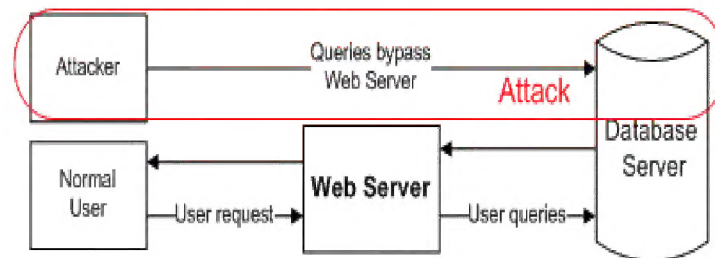 Attacker
Queries bypass
Web Server
Attack
Database
Server
Normal
User
User request
Web Server
User queries